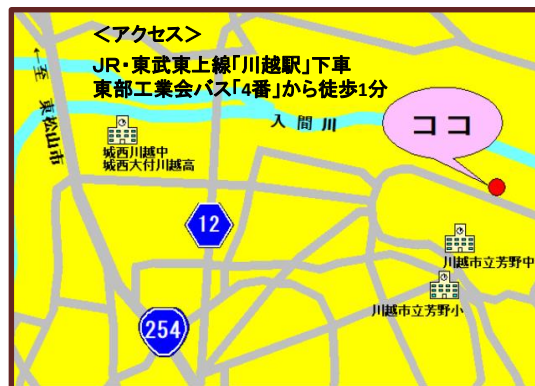 ＜アクセス＞
JR・東武東上線「川越駅」下車
東部工業会バス「4番」から徒歩1分
←至 東松山市
入間川
ココ
城西川越中
城西大付川越高
12
川越市立芳野中
川越市立芳野小
254